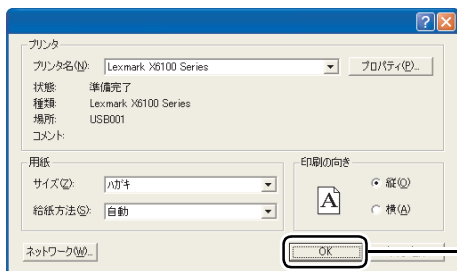 プリンタ
プリンタ名(N): Lexmark X6100 Series プロパティ(P)...
状態: 準備完了
種類: Lexmark X6100 Series
場所: USB001
コメント:
用紙
サイズ(Z): ハガキ
給紙方法(S): 自動
印刷の向き
A
縦(O)
横(A)
ネットワーク(W)...
OK